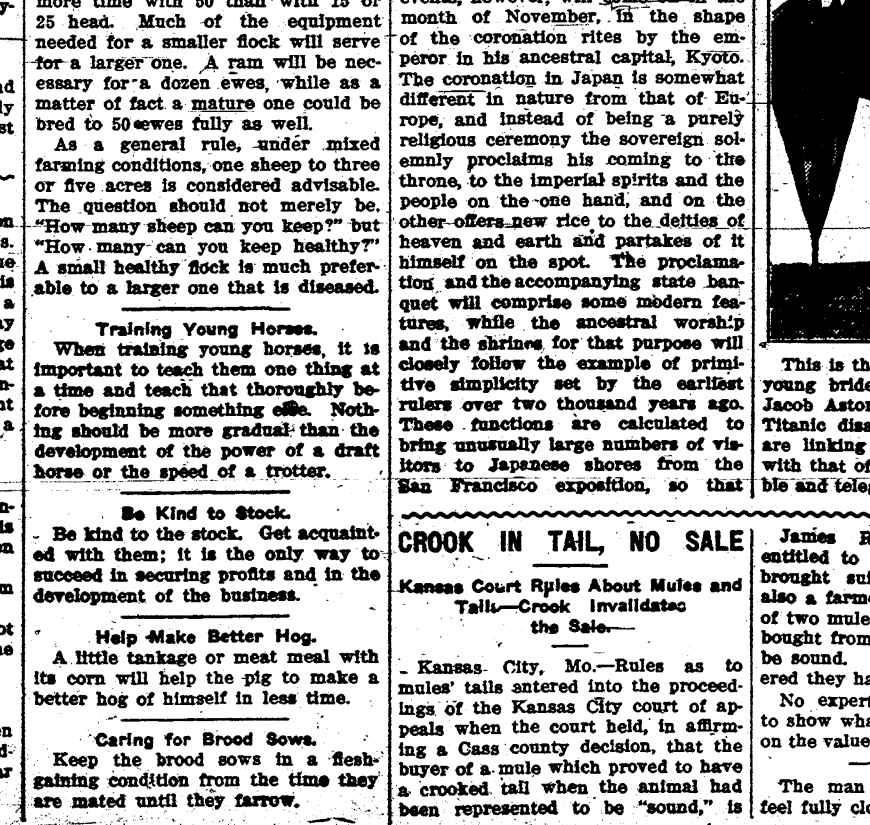 more time with 50 than with 15 or
25 head. Much of the equipment
needed for a smaller flock will serve
for a larger one. A ram will be nec-
essary for a dozen ewes, while as a
matter of fact a mature one could be
bred to 50 ewes fully as well.
As a general rule, under mixed
farming conditions, one sheep to three
or five acres is considered advisable.
The question should not merely be,
"How many sheep can you keep?" but
"How many can you keep healthy?"
A small healthy flock is much prefer-
able to a larger one that is diseased.
Training Young Horses.
When training young horses, it is
important to teach them one thing at
a time and teach that thoroughly be-
fore beginning something else. Noth-
ing should be more gradual than the
development of the power of a draft
horse or the speed of a trotter.
Be Kind to Stock.
Be kind to the stock. Get acquaint-
ed with them; it is the only way to
succeed in securing profits and in the
development of the business.
Help Make Better Hog.
A little tankage or meat meal with
its corn will help the pig to make a
better hog of himself in less time.
Caring for Brood Sows.
Keep the brood sows in a flesh-
gaining condition from the time they
are mated until they farrow.
month of November, in the shape
of the coronation rites by the em-
peror in his ancestral capital, Kyoto.
The coronation in Japan is somewhat
different in nature from that of Eu-
rope, and instead of being a purely
religious ceremony the sovereign sol-
emnly proclaims his coming to the
throne, to the imperial spirits and the
people on the one hand, and on the
other offers new rice to the deities of
heaven and earth and partakes of it
himself on the spot. The proclama-
tion and the accompanying state ban-
quet will comprise some modern fea-
tures, while the ancestral worship
and the shrines for that purpose will
closely follow the example of primi-
tive simplicity set by the earliest
rulers over two thousand years ago.
These functions are calculated to
bring unusually large numbers of vis-
itors to Japanese shores from the
San Francisco exposition, so that
CROOK IN TAIL, NO SALE
Kansas Court Rules About Mules and
Tails—Crook Invalidates
the Sale.
Kansas City, Mo.—Rules as to
mules' tails entered into the proceed-
ings of the Kansas City court of ap-
peals when the court held, in affirm-
ing a Cass county decision, that the
buyer of a mule which proved to have
a crooked tail when the animal had
been represented to be "sound," is
This is th
young bride
Jacob Astor
Titanic disa
are linking
with that of
ble and teleg
James R
entitled to
brought sui
also a farme
of two mule
bought from
be sound.
ered they ha
No exper
to show wha
on the value
The man
feel fully clo